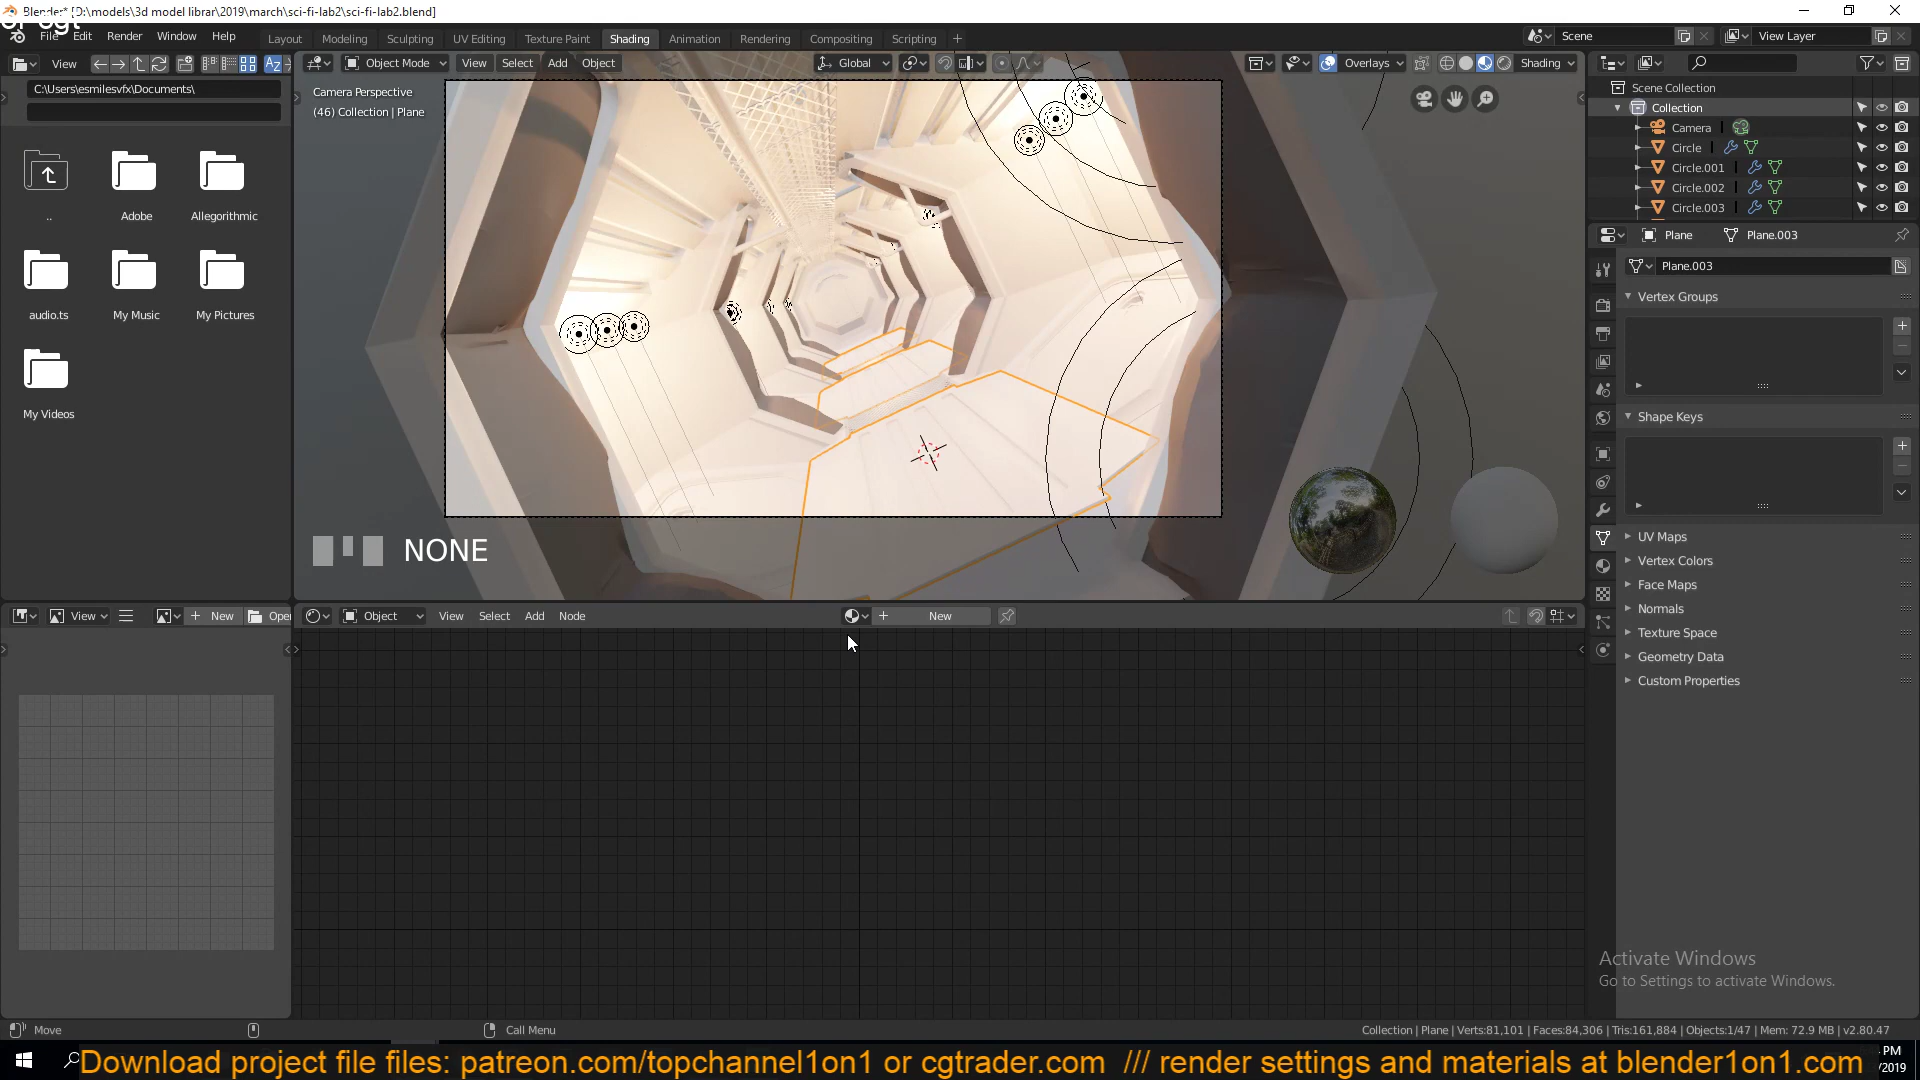 Blender* [D:\models\3d model librar\2019\march\sci-fi-lab2\sci-fi-lab2.blend]
File Edit Render Window Help
Layout Modeling Sculpting UV Editing Texture Paint Shading Animation Rendering Compositing Scripting +
Scene
View Layer
View
Object Mode View Select Add Object
Global
Overlays
Shading
C:\Users\esmilesvfx\Documents\
..
Adobe
Allegorithmic
audio.ts
My Music
My Pictures
My Videos
Camera Perspective
(46) Collection | Plane
NONE
Scene Collection
Collection
Camera
Circle
Circle.001
Circle.002
Circle.003
Plane
Plane.003
Plane.003
Vertex Groups
Shape Keys
UV Maps
Vertex Colors
Face Maps
Normals
Texture Space
Geometry Data
Custom Properties
View
New
Open
Object
View Select Add Node
New
Activate Windows
Go to Settings to activate Windows.
Move
Call Menu
Collection | Plane | Verts:81,101 | Faces:84,306 | Tris:161,884 | Objects:1/47 | Mem: 72.9 MB | v2.80.47
PM
/2019
Download project file files: patreon.com/topchannel1on1 or cgtrader.com /// render settings and materials at blender1on1.com